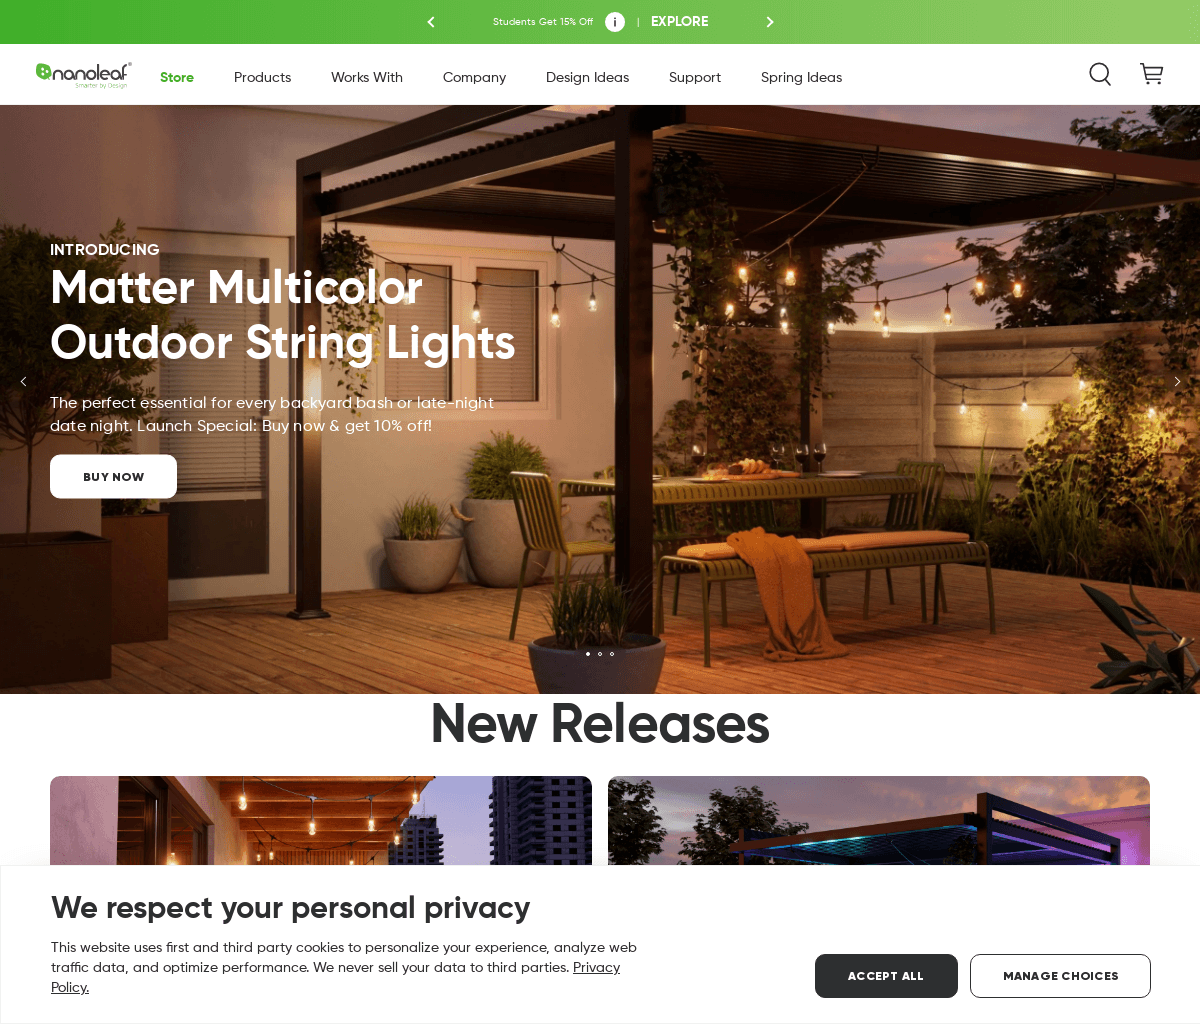 Students Get 15% Off i | EXPLORE
nanoleaf®
Smarter by Design
Store Products Works With Company Design Ideas Support Spring Ideas
INTRODUCING
Matter Multicolor
Outdoor String Lights
The perfect essential for every backyard bash or late-night
date night. Launch Special: Buy now & get 10% off!
BUY NOW
New Releases
We respect your personal privacy
This website uses first and third party cookies to personalize your experience, analyze web
traffic data, and optimize performance. We never sell your data to third parties. Privacy
Policy.
ACCEPT ALL
MANAGE CHOICES